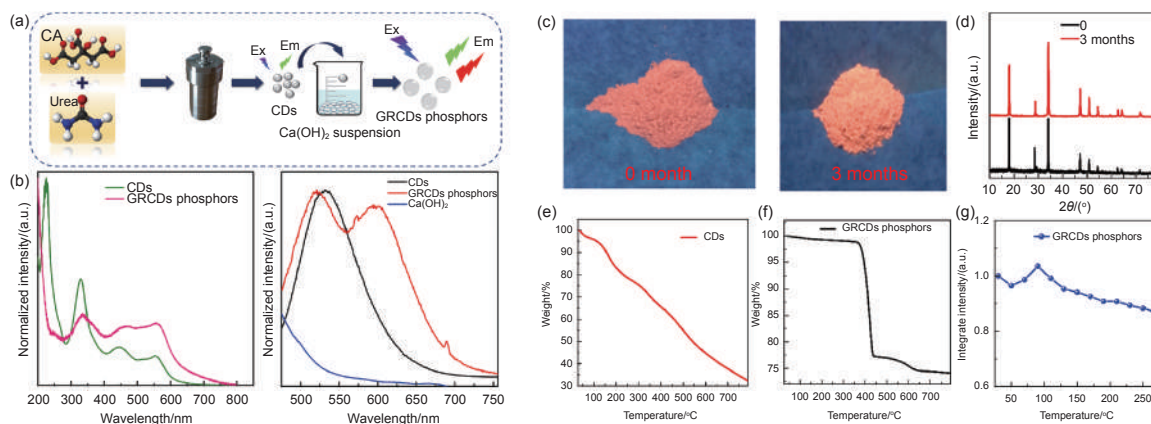 (a)
CA
Urea
Ex
Em
CDs
Ca(OH)₂ suspension
Ex
Em
GRCDs phosphors
(b)
Normalized intensity/(a.u.)
CDs
GRCDs phosphors
200 300 400 500 600 700 800
Wavelength/nm
Normalized intensity/(a.u.)
CDs
GRCDs phosphors
Ca(OH)₂
500 550 600 650 700 750
Wavelength/nm
(c)
0 month
3 months
(d)
Intensity/(a.u.)
0
3 months
10 20 30 40 50 60 70
2θ/(°)
(e)
Weight/%
100
90
80
70
60
50
40
30
CDs
100 200 300 400 500 600 700
Temperature/°C
(f)
Weight/%
100
95
90
85
80
75
GRCDs phosphors
100 200 300 400 500 600 700
Temperature/°C
(g)
Integrate intensity/(a.u.)
1.2
1.0
0.8
0.6
GRCDs phosphors
50 100 150 200 250
Temperature/°C